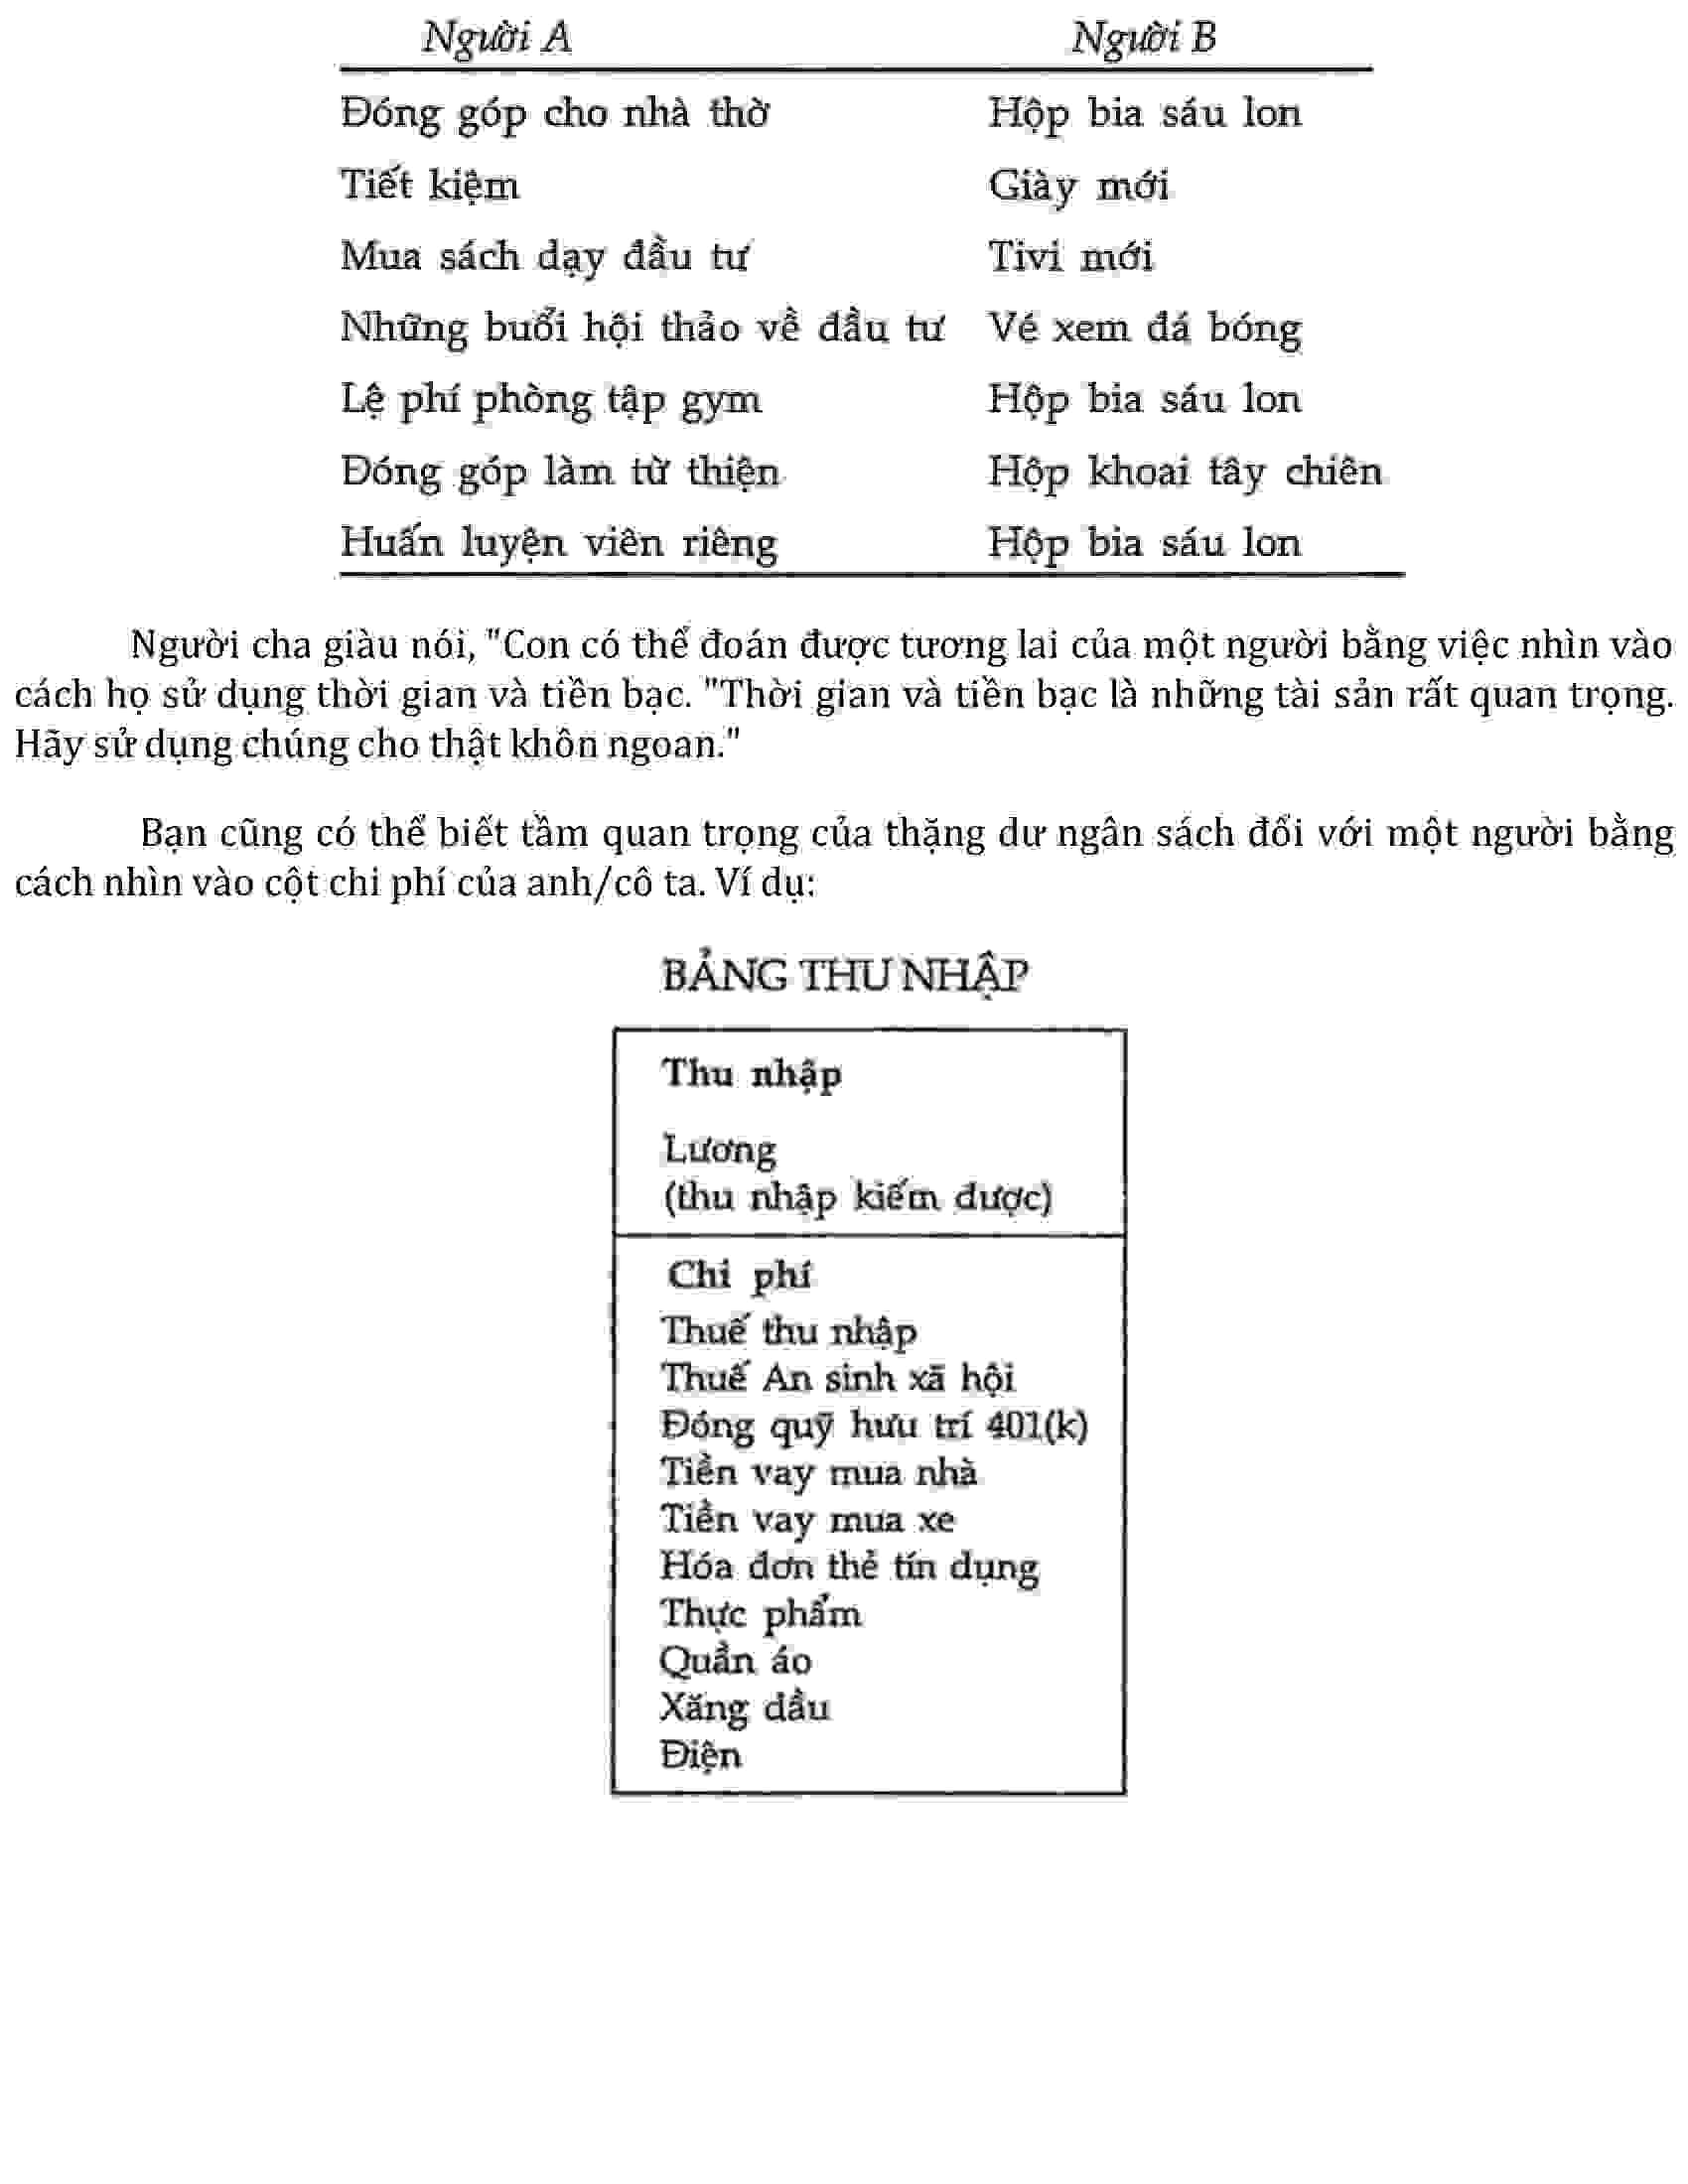 Người A Người B
Đóng góp cho nhà thờ Hộp bia sáu lon
Tiết kiệm Giày mới
Mua sách dạy đầu tư Tivi mới
Những buổi hội thảo về đầu tư Vé xem đá bóng
Lệ phí phòng tập gym Hộp bia sáu lon
Đóng góp làm từ thiện Hộp khoai tây chiên
Huấn luyện viên riêng Hộp bia sáu lon
Người cha giàu nói, "Con có thể đoán được tương lai của một người bằng việc nhìn vào
cách họ sử dụng thời gian và tiền bạc. "Thời gian và tiền bạc là những tài sản rất quan trọng.
Hãy sử dụng chúng cho thật khôn ngoan."
Bạn cũng có thể biết tầm quan trọng của thặng dư ngân sách đối với một người bằng
cách nhìn vào cột chi phí của anh/cô ta. Ví dụ:
BẢNG THU NHẬP
Thu nhập
Lương
(thu nhập kiếm được)
Chi phí
Thuế thu nhập
Thuế An sinh xã hội
Đóng quỹ hưu trí 401(k)
Tiền vay mua nhà
Tiền vay mua xe
Hóa đơn thẻ tín dụng
Thực phẩm
Quần áo
Xăng dầu
Điện